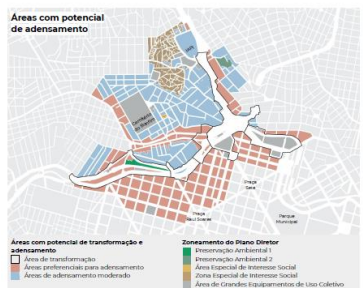 Áreas com potencial
de adensamento
Praça
Raul Soares
Parque
Municipal
Áreas com potencial de transformação e
adensamento
Área de transformação
Áreas preferenciais para adensamento
Áreas de adensamento moderado
Zoneamento do Plano Diretor
Preservação Ambiental 1
Preservação Ambiental 2
Área Especial de Interesse Social
Zona Especial de Interesse Social
Área de Grandes Equipamentos de Uso Coletivo